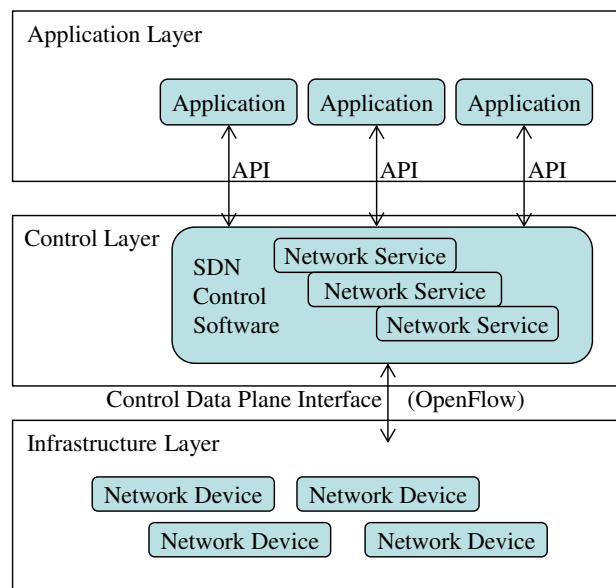 Application Layer
Application Application Application
API API API
Control Layer
SDN
Control
Software
Network Service
Network Service
Network Service
Control Data Plane Interface (OpenFlow)
Infrastructure Layer
Network Device Network Device
Network Device Network Device